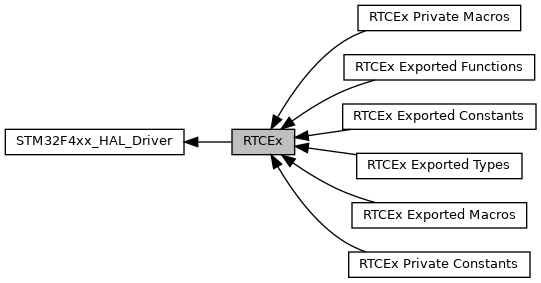 RTCEx Private Macros
RTCEx Exported Functions
RTCEx Exported Constants
STM32F4xx_HAL_Driver
RTCEx
RTCEx Exported Types
RTCEx Exported Macros
RTCEx Private Constants